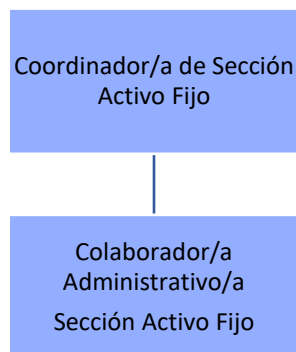 Coordinador/a de Sección
Activo Fijo
Colaborador/a
Administrativo/a
Sección Activo Fijo